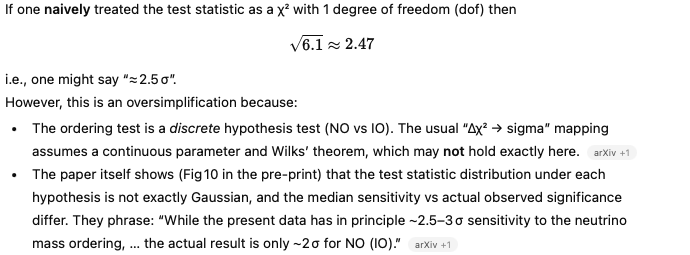 If one naively treated the test statistic as a χ² with 1 degree of freedom (dof) then
√6.1 ≈ 2.47
i.e., one might say “≈2.5 σ”.
However, this is an oversimplification because:
• The ordering test is a discrete hypothesis test (NO vs IO). The usual “Δχ² → sigma” mapping
assumes a continuous parameter and Wilks’ theorem, which may not hold exactly here. arXiv +1
• The paper itself shows (Fig 10 in the pre-print) that the test statistic distribution under each
hypothesis is not exactly Gaussian, and the median sensitivity vs actual observed significance
differ. They phrase: “While the present data has in principle ~2.5–3 σ sensitivity to the neutrino
mass ordering, … the actual result is only ~2 σ for NO (IO).” arXiv +1